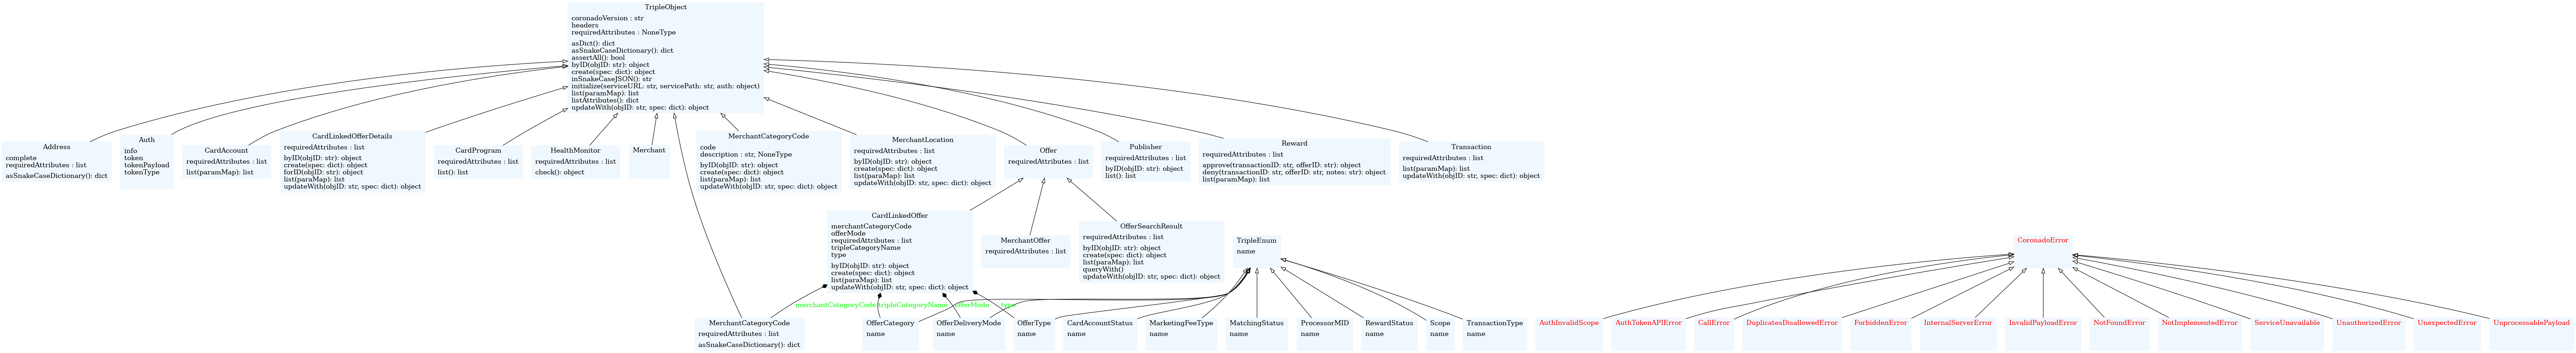 TripleObject
coronadoVersion : str
headers
requiredAttributes : NoneType
asDict(): dict
asSnakeCaseDictionary(): dict
assertAll(): bool
byID(objID: str): object
create(spec: dict): object
inSnakeCaseJSON(): str
initialize(serviceURL: str, servicePath: str, auth: object)
list(paramMap): list
listAttributes(): dict
updateWith(objID: str, spec: dict): object
Address
complete
requiredAttributes : list
asSnakeCaseDictionary(): dict
Auth
info
token
tokenPayload
tokenType
CardAccount
requiredAttributes : list
list(paramMap): list
CardLinkedOfferDetails
requiredAttributes : list
byID(objID: str): object
create(spec: dict): object
forID(objID: str): object
list(paraMap): list
updateWith(objID: str, spec: dict): object
CardProgram
requiredAttributes : list
list(): list
HealthMonitor
requiredAttributes : list
check(): object
Merchant
MerchantCategoryCode
code
description : str, NoneType
byID(objID: str): object
create(spec: dict): object
list(paraMap): list
updateWith(objID: str, spec: dict): object
MerchantLocation
requiredAttributes : list
byID(objID: str): object
create(spec: dict): object
list(paraMap): list
updateWith(objID: str, spec: dict): object
Offer
requiredAttributes : list
Publisher
requiredAttributes : list
byID(objID: str): object
list(): list
Reward
requiredAttributes : list
approve(transactionID: str, offerID: str): object
deny(transactionID: str, offerID: str, notes: str): object
list(paramMap): list
Transaction
requiredAttributes : list
list(paraMap): list
updateWith(objID: str, spec: dict): object
CardLinkedOffer
merchantCategoryCode
offerMode
requiredAttributes : list
tripleCategoryName
type
byID(objID: str): object
create(spec: dict): object
list(paraMap): list
updateWith(objID: str, spec: dict): object
MerchantOffer
requiredAttributes : list
OfferSearchResult
requiredAttributes : list
byID(objID: str): object
create(spec: dict): object
list(paraMap): list
queryWith()
updateWith(objID: str, spec: dict): object
TripleEnum
name
CoronadoError
merchantCategoryCode
tripleCategoryName
offerMode
type
MerchantCategoryCode
requiredAttributes : list
asSnakeCaseDictionary(): dict
OfferCategory
name
OfferDeliveryMode
name
OfferType
name
CardAccountStatus
name
MarketingFeeType
name
MatchingStatus
name
ProcessorMID
name
RewardStatus
name
Scope
name
TransactionType
name
AuthInvalidScope
AuthTokenAPIError
CallError
DuplicatesDisallowedError
ForbiddenError
InternalServerError
InvalidPayloadError
NotFoundError
NotImplementedError
ServiceUnavailable
UnauthorizedError
UnexpectedError
UnprocessablePayload